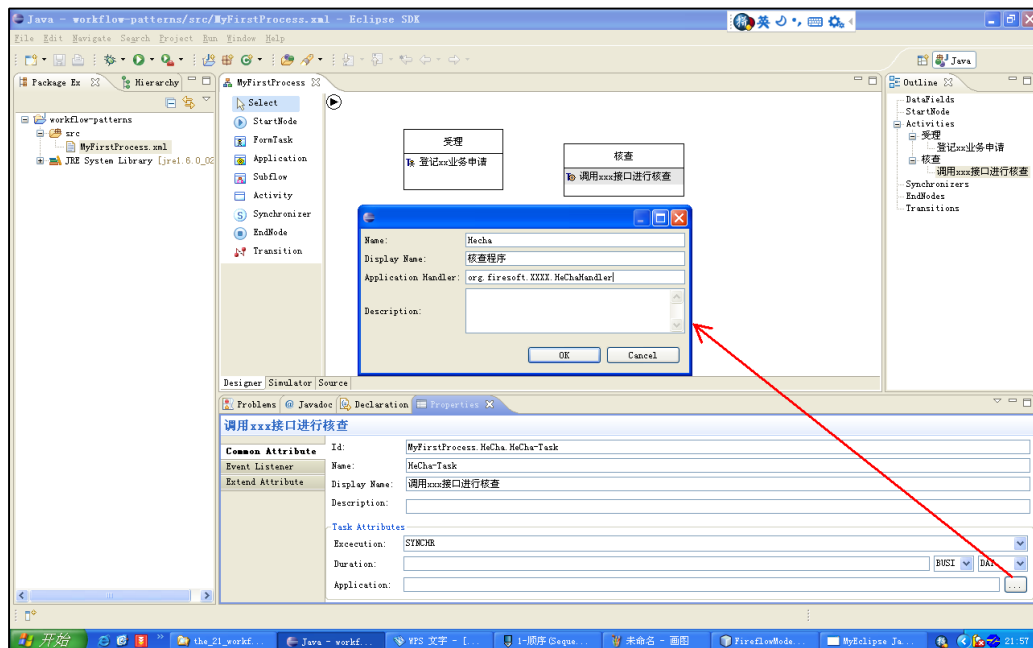 Java - workflow-patterns/src/MyFirstProcess.xml - Eclipse SDK
英
File Edit Navigate Search Project Run Window Help
Java
Package Ex
Hierarchy
workflow-patterns
src
MyFirstProcess.xml
JRE System Library [jre1.6.0_02
MyFirstProcess
Select
StartNode
FormTask
Application
Subflow
Activity
Synchronizer
EndNode
Transition
受理
登记xx业务申请
核查
调用xxx接口进行核查
Name:
Hecha
Display Name:
核查程序
Application Handler:
org.firesoft.XXXX.HeChaHandler
Description:
OK
Cancel
Designer
Simulator
Source
Outline
DataFields
StartNode
Activities
受理
登记xx业务申请
核查
调用xxx接口进行核查
Synchronizers
EndNodes
Transitions
Problems
@ Javadoc
Declaration
Properties
调用xxx接口进行核查
Common Attribute
Event Listener
Extend Attribute
Id:
MyFirstProcess.HeCha.HeCha-Task
Name:
HeCha-Task
Display Name:
调用xxx接口进行核查
Description:
Task Attributes
Excecution:
SYNCHR
Duration:
BUSI
DAY
Application:
...
开始
the_21_workf...
Java - workf...
WPS 文字 - [...
1-顺序(Seque...
未命名 - 画图
FireflowMode...
MyEclipse Ja...
21:57